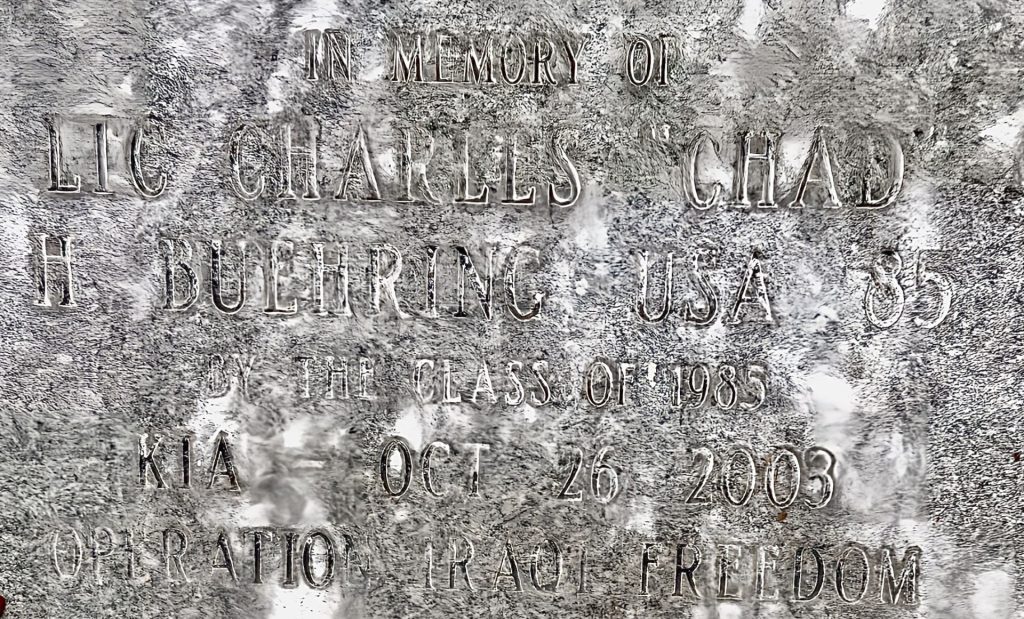 IN MEMORY OF
LTC CHARLES "CHAD"
H BUEHRING USA '85
BY THE CLASS OF 1985
KIA - OCT 26 2003
OPERATION IRAQI FREEDOM